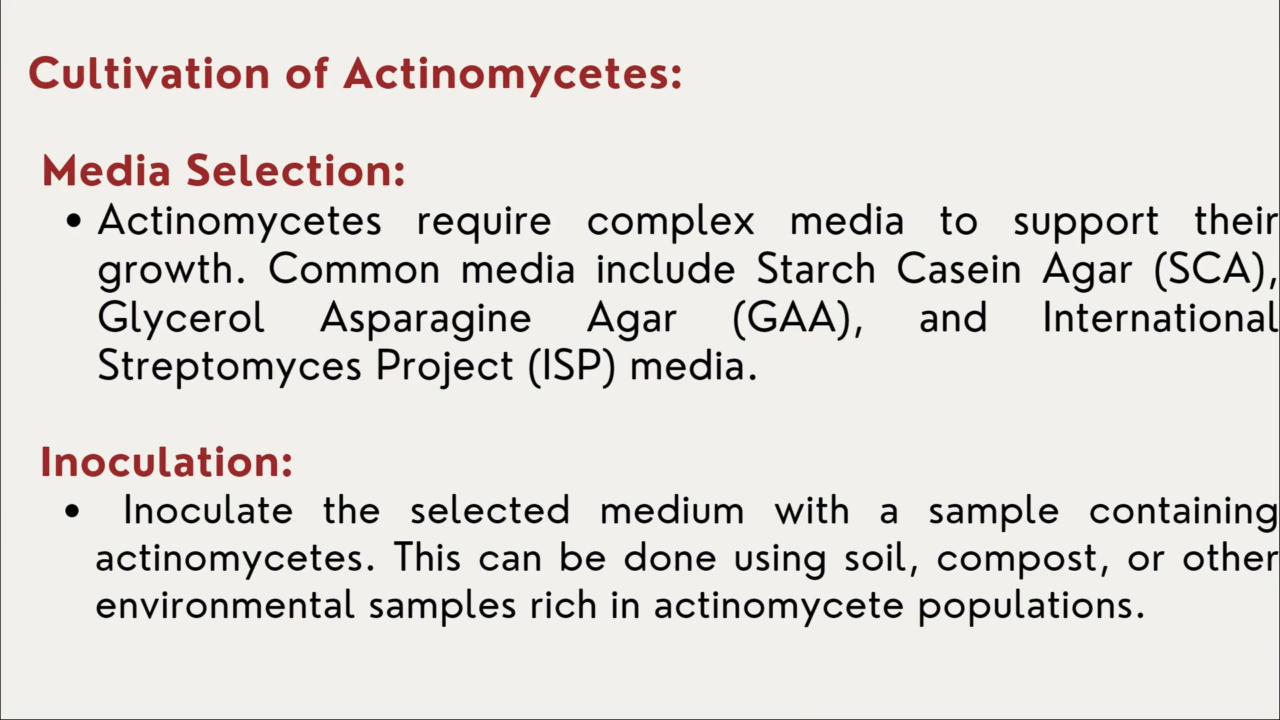 Cultivation of Actinomycetes:
Media Selection:
• Actinomycetes require complex media to support their
growth. Common media include Starch Casein Agar (SCA),
Glycerol Asparagine Agar (GAA), and International
Streptomyces Project (ISP) media.
Inoculation:
• Inoculate the selected medium with a sample containing
actinomycetes. This can be done using soil, compost, or other
environmental samples rich in actinomycete populations.